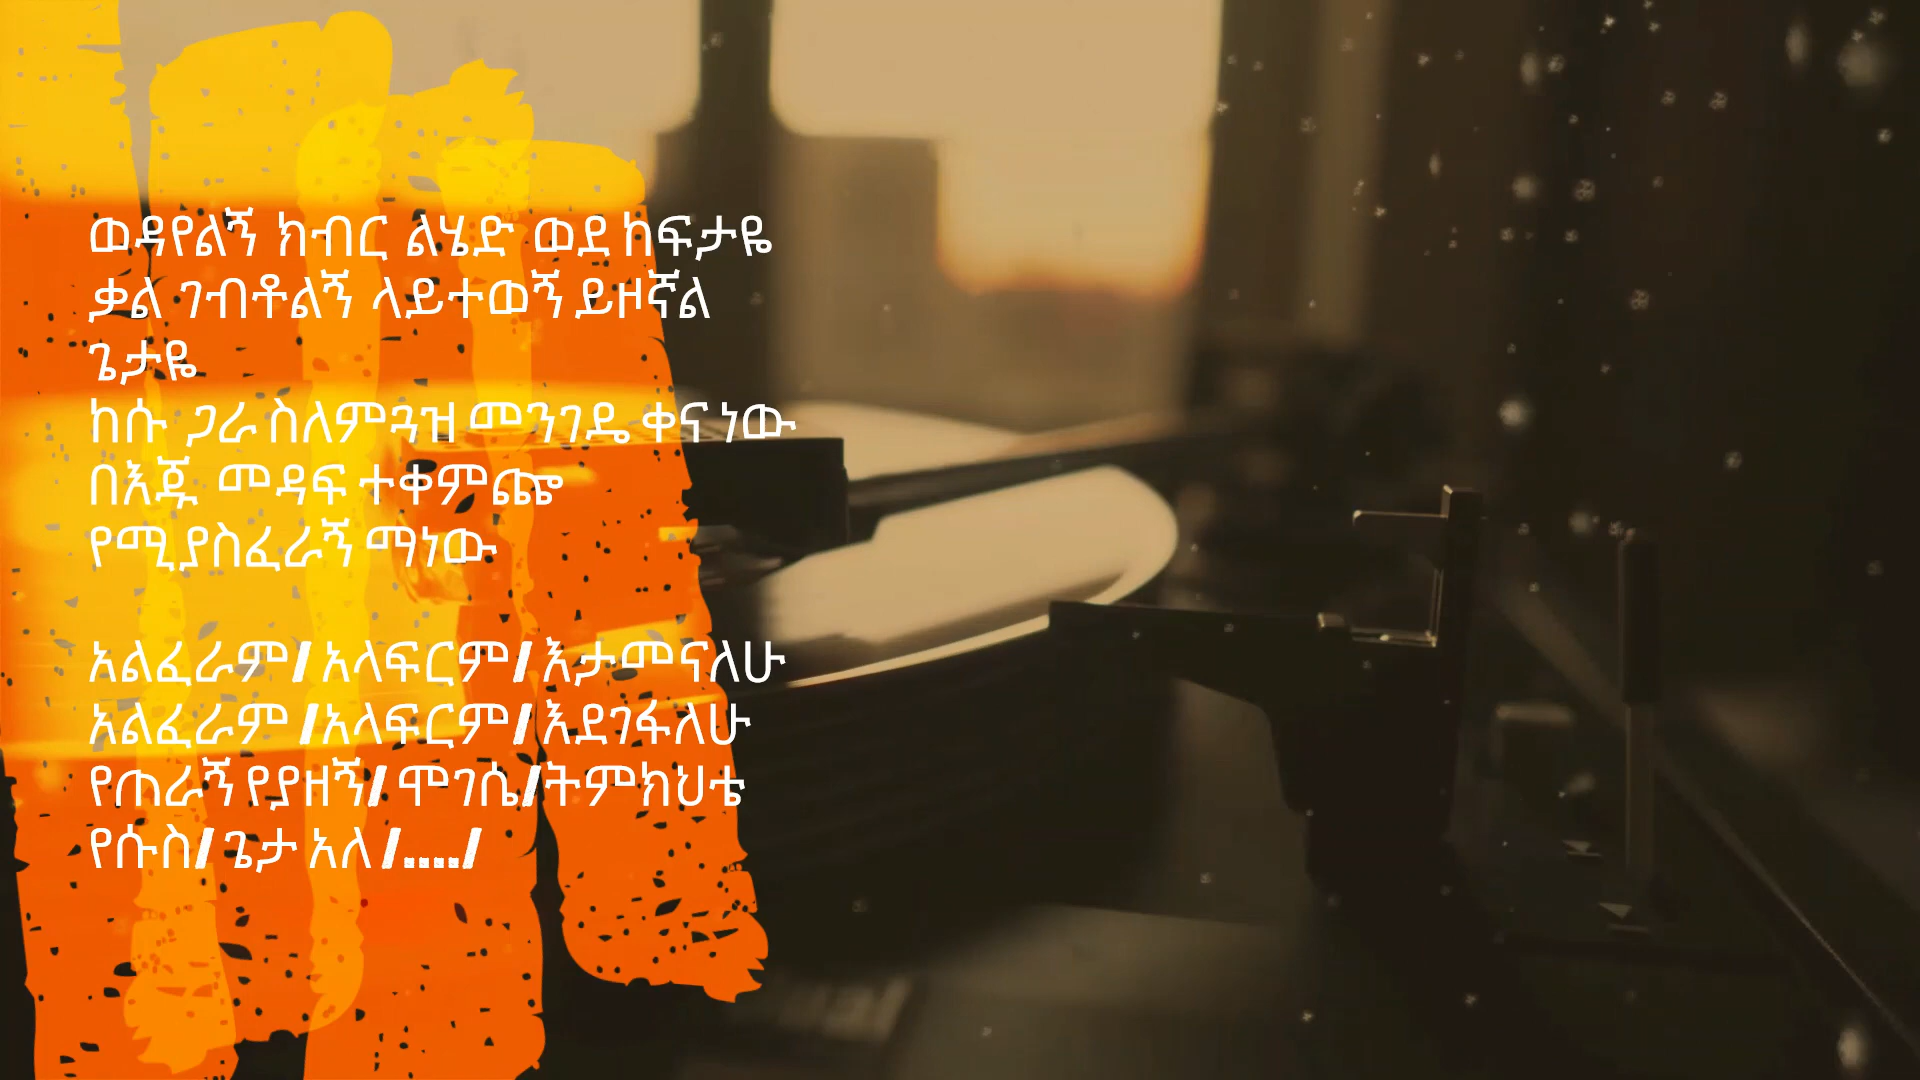 ወዳየልኝ ክብር ልሄድ ወደ ከፍታዬ
ቃል ገብቶልኝ ላይተወኝ ይዞኛል
ጌታዬ
ከሱ ጋራ ስለምጓዝ መንገዴ ቀና ነው
በእጁ መዳፍ ተቀምጬ
የሚያስፈራኝ ማነው
አልፈራም/ አላፍርም/ እታመናለሁ
አልፈራም /አላፍርም/ እደገፋለሁ
የጠራኝ የያዘኝ/ ሞገሴ/ትምክህቴ
የሱስ/ ጌታ አለ /..../